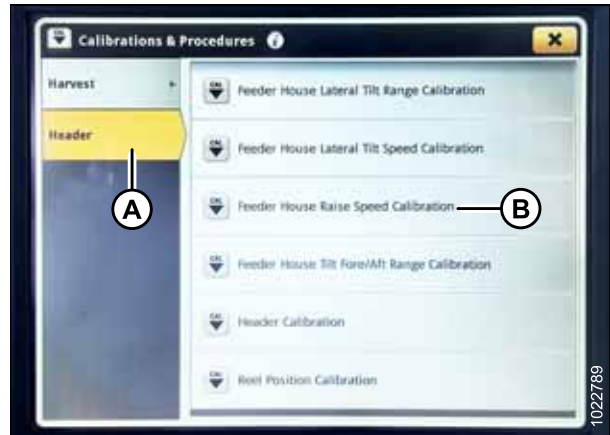 Calibrations & Procedures
Harvest
Header
A
Feeder House Lateral Tilt Range Calibration
Feeder House Lateral Tilt Speed Calibration
Feeder House Raise Speed Calibration
B
Feeder House Tilt Fore/Aft Range Calibration
Header Calibration
Reel Position Calibration
1022789